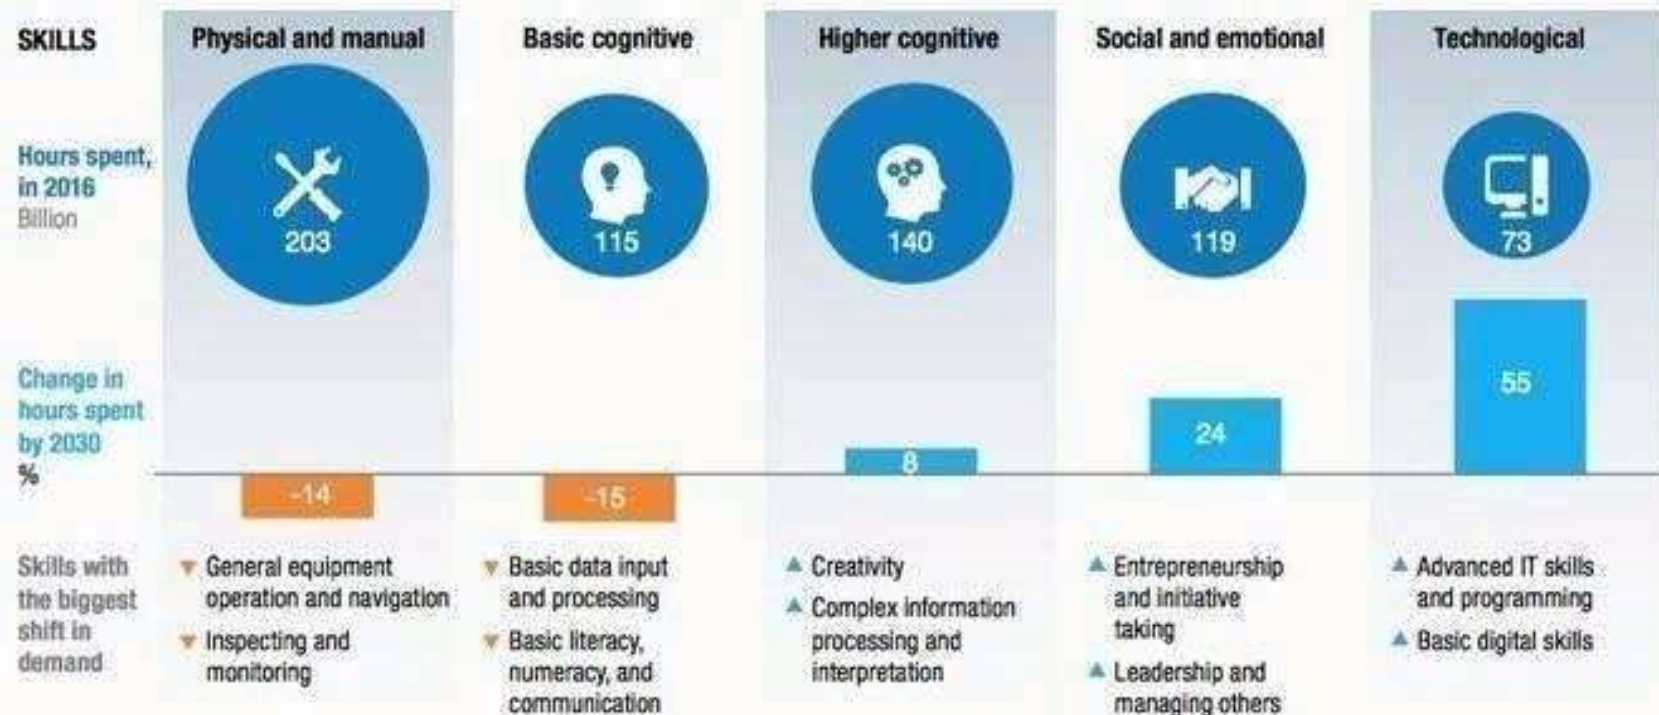 SKILLS
Physical and manual
Basic cognitive
Higher cognitive
Social and emotional
Technological
Hours spent,
in 2016
Billion
203
115
140
119
73
Change in
hours spent
by 2030
%
-14
-15
8
24
55
Skills with
the biggest
shift in
demand
General equipment
operation and navigation
Inspecting and
monitoring
Basic data input
and processing
Basic literacy,
numeracy, and
communication
Creativity
Complex information
processing and
interpretation
Entrepreneurship
and initiative
taking
Leadership and
managing others
Advanced IT skills
and programming
Basic digital skills